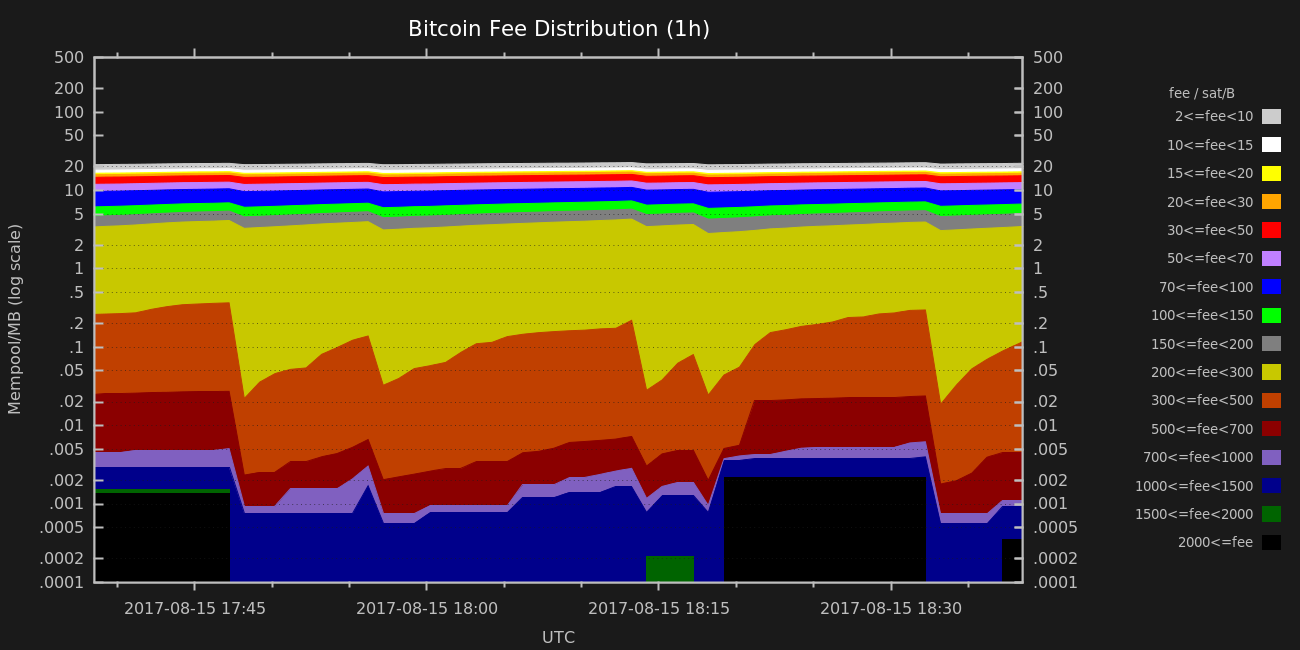 Bitcoin Fee Distribution (1h)
500 500
200 200
100 100
50 50
20 20
10 10
5 5
2 2
1 1
.5 .5
.2 .2
.1 .1
.05 .05
.02 .02
.01 .01
.005 .005
.002 .002
.001 .001
.0005 .0005
.0002 .0002
.0001 .0001
Mempool/MB (log scale)
2017-08-15 17:45 2017-08-15 18:00 2017-08-15 18:15 2017-08-15 18:30
UTC
fee / sat/B
2<=fee<10
10<=fee<15
15<=fee<20
20<=fee<30
30<=fee<50
50<=fee<70
70<=fee<100
100<=fee<150
150<=fee<200
200<=fee<300
300<=fee<500
500<=fee<700
700<=fee<1000
1000<=fee<1500
1500<=fee<2000
2000<=fee